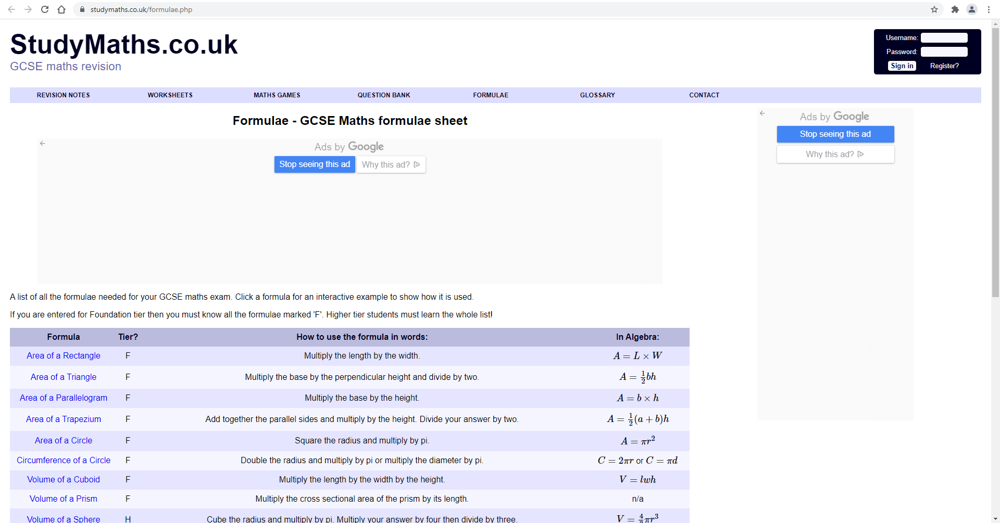 studymaths.co.uk/formulae.php
StudyMaths.co.uk
GCSE maths revision
Username:
Password:
Sign in Register?
REVISION NOTES WORKSHEETS MATHS GAMES QUESTION BANK FORMULAE GLOSSARY CONTACT
Formulae - GCSE Maths formulae sheet
Ads by Google
Stop seeing this ad Why this ad?
Ads by Google
Stop seeing this ad
Why this ad?
A list of all the formulae needed for your GCSE maths exam. Click a formula for an interactive example to show how it is used.
If you are entered for Foundation tier then you must know all the formulae marked 'F'. Higher tier students must learn the whole list!
Formula Tier? How to use the formula in words: In Algebra:
Area of a Rectangle F Multiply the length by the width. A = L × W
Area of a Triangle F Multiply the base by the perpendicular height and divide by two. A = 1/2 bh
Area of a Parallelogram F Multiply the base by the height. A = b × h
Area of a Trapezium F Add together the parallel sides and multiply by the height. Divide your answer by two. A = 1/2 (a + b)h
Area of a Circle F Square the radius and multiply by pi. A = πr²
Circumference of a Circle F Double the radius and multiply by pi or multiply the diameter by pi. C = 2πr or C = πd
Volume of a Cuboid F Multiply the length by the width by the height. V = lwh
Volume of a Prism F Multiply the cross sectional area of the prism by its length. n/a
Volume of a Sphere H Cube the radius and multiply by pi. Multiply your answer by four then divide by three. V = 4/3 πr³